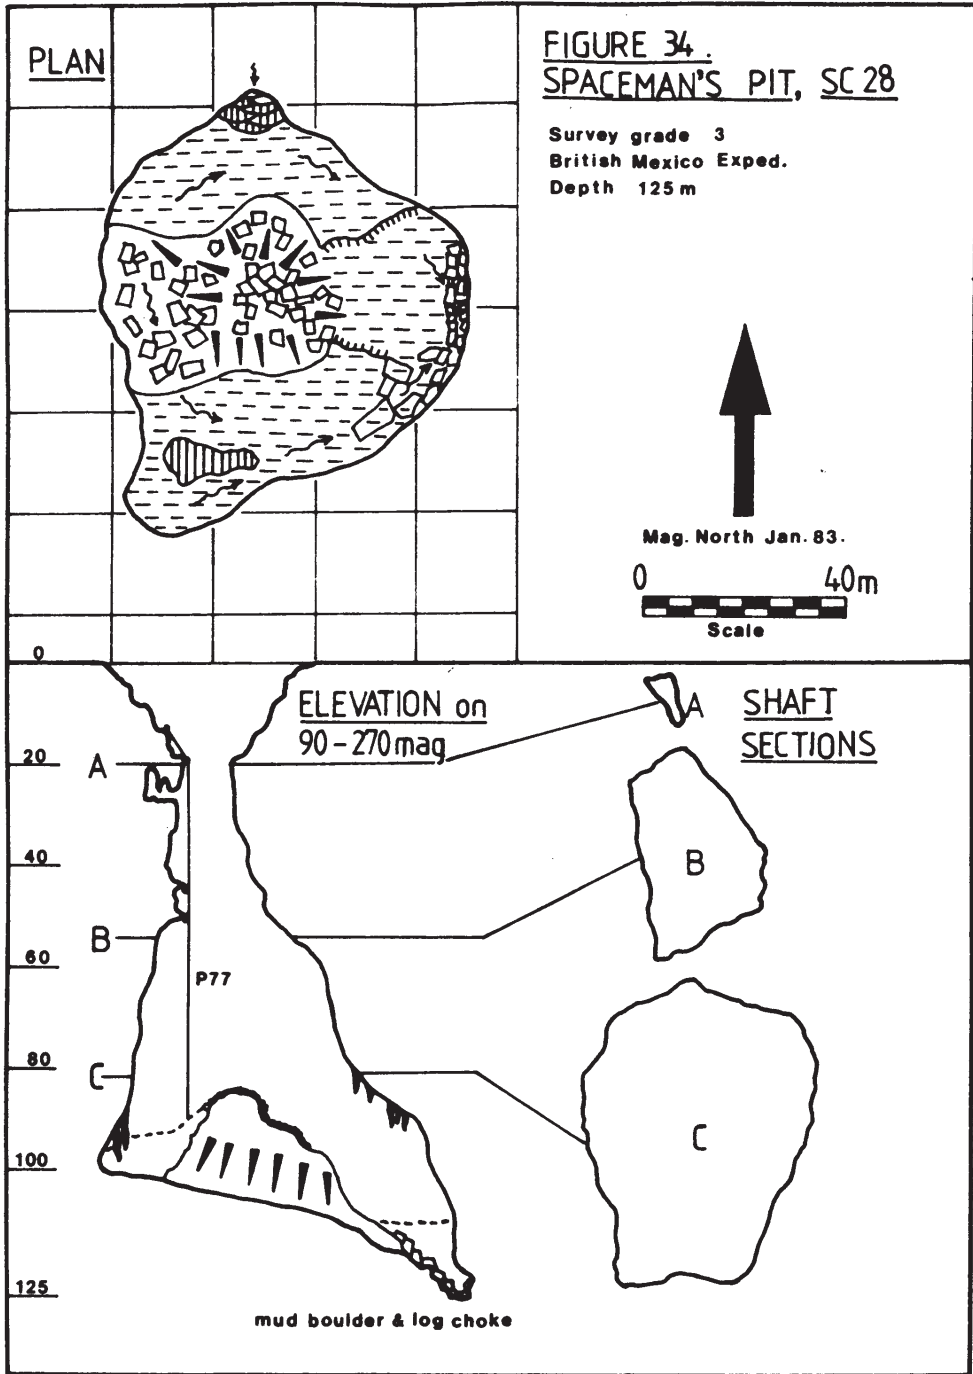 PLAN
FIGURE 34.
SPACEMAN'S PIT, SC 28
Survey grade 3
British Mexico Exped.
Depth 125 m
Mag. North Jan. 83.
0 40m
Scale
0
ELEVATION on
90-270 mag
A
SHAFT
SECTIONS
A
20
40
B
B
60
P77
80
C
C
100
125
mud boulder & log choke